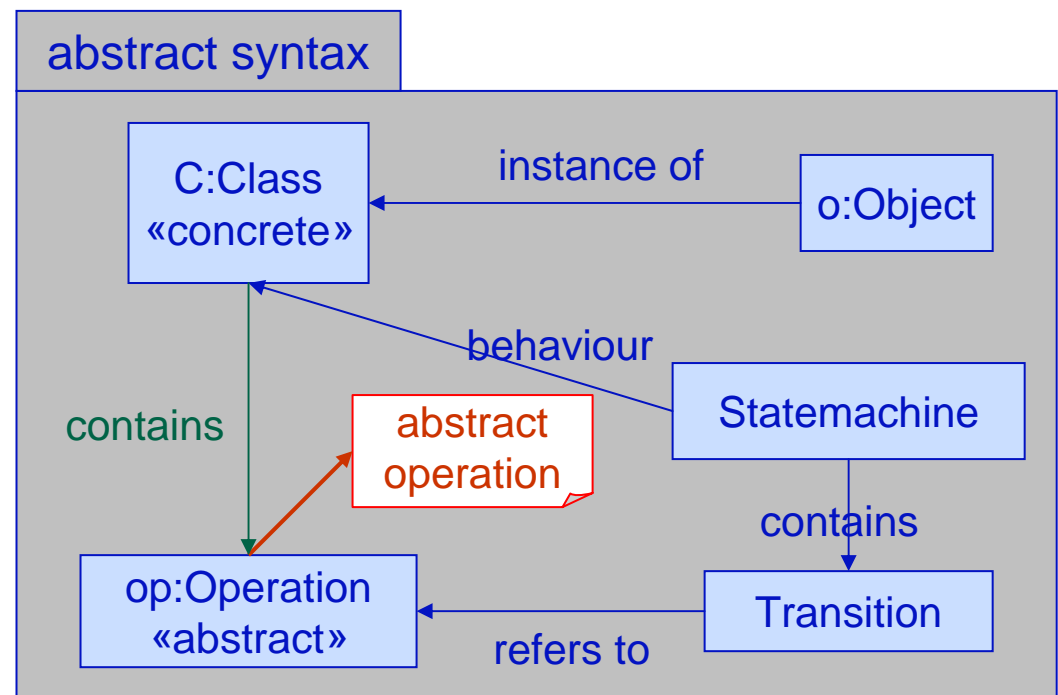 abstract syntax
C:Class
«concrete»
instance of
o:Object
behaviour
Statemachine
contains
abstract
operation
contains
op:Operation
«abstract»
refers to
Transition